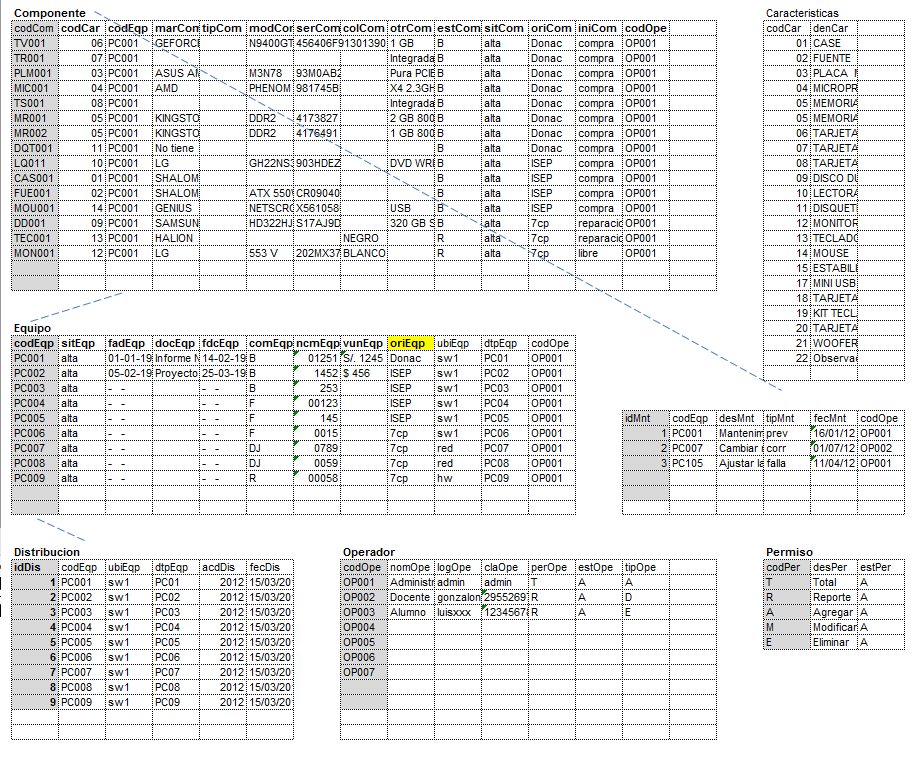 Componente
codCom codCar codEqp marCom tipCom modCom serCom colCom otrCom estCom sitCom oriCom iniCom codOpe
TV001 06 PC001 GEFORC N9400GT 456406F91301390 1 GB B alta Donac compra OP001
TR001 07 PC001 Integrada B alta Donac compra OP001
PLM001 03 PC001 ASUS M3N78 93M0AB2 Pura PCIE B alta Donac compra OP001
MIC001 04 PC001 AMD PHENOM 981745B X4 2.3GH B alta Donac compra OP001
TS001 08 PC001 Integrada B alta Donac compra OP001
MR001 05 PC001 KINGSTO DDR2 4173827 2 GB 800 B alta Donac compra OP001
MR002 05 PC001 KINGSTO DDR2 4176491 1 GB 800 B alta Donac compra OP001
DQT001 11 PC001 No tiene B alta Donac compra OP001
LQ011 10 PC001 LG GH22NS 903HDEZ DVD WRI B alta ISEP compra OP001
CAS001 01 PC001 SHALOM B alta ISEP compra OP001
FUE001 02 PC001 SHALOM ATX 550 CR09040 B alta ISEP compra OP001
MOU001 14 PC001 GENIUS NETSCRO X561058 USB B alta ISEP compra OP001
DD001 09 PC001 SAMSUN HD322HJ S17AJ9D 320 GB S B alta 7cp reparacio OP001
TEC001 13 PC001 HALION NEGRO R alta 7cp reparacio OP001
MON001 12 PC001 LG 553 V 202MX37 BLANCO R alta 7cp libre OP001
Caracteristicas
codCar denCar
01 CASE
02 FUENTE
03 PLACA
04 MICROPR
05 MEMORIA
05 MEMORIA
06 TARJETA
07 TARJETA
08 TARJETA
09 DISCO DU
10 LECTORA
11 DISQUET
12 MONITOR
13 TECLADO
14 MOUSE
15 ESTABILI
17 MINI USB
18 TARJETA
19 KIT TECL
20 TARJETA
21 WOOFER
22 Observa
Equipo
codEqp sitEqp fadEqp docEqp fdcEqp comEqp ncmEqp vunEqp oriEqp ubiEqp dtpEqp codOpe
PC001 alta 01-01-19 Informe 14-02-19 B 01251 S/. 1245 Donac sw1 PC01 OP001
PC002 alta 05-02-19 Proyecto 25-03-19 B 1452 $ 456 ISEP sw1 PC02 OP001
PC003 alta - - - - B 253 ISEP sw1 PC03 OP001
PC004 alta - - - - F 00123 ISEP sw1 PC04 OP001
PC005 alta - - - - F 145 ISEP sw1 PC05 OP001
PC006 alta - - - - F 0015 7cp sw1 PC06 OP001
PC007 alta - - - - DJ 0789 7cp red PC07 OP001
PC008 alta - - - - DJ 0059 7cp red PC08 OP001
PC009 alta - - - - R 00058 7cp hw PC09 OP001
idMnt codEqp desMnt tipMnt fecMnt codOpe
1 PC001 Mantenim prev 16/01/12 OP001
2 PC007 Cambiar corr 01/07/12 OP002
3 PC105 Ajustar la falla 11/04/12 OP001
Distribucion
idDis codEqp ubiEqp dtpEqp acdDis fecDis
1 PC001 sw1 PC01 2012 15/03/20
2 PC002 sw1 PC02 2012 15/03/20
3 PC003 sw1 PC03 2012 15/03/20
4 PC004 sw1 PC04 2012 15/03/20
5 PC005 sw1 PC05 2012 15/03/20
6 PC006 sw1 PC06 2012 15/03/20
7 PC007 sw1 PC07 2012 15/03/20
8 PC008 sw1 PC08 2012 15/03/20
9 PC009 sw1 PC09 2012 15/03/20
Operador
codOpe nomOpe logOpe claOpe perOpe estOpe tipOpe
OP001 Administr admin admin T A A
OP002 Docente gonzalon 2955269 R A D
OP003 Alumno luisxxx 1234567 R A E
OP004
OP005
OP006
OP007
Permiso
codPer desPer estPer
T Total A
R Reporte A
A Agregar A
M Modificar A
E Eliminar A